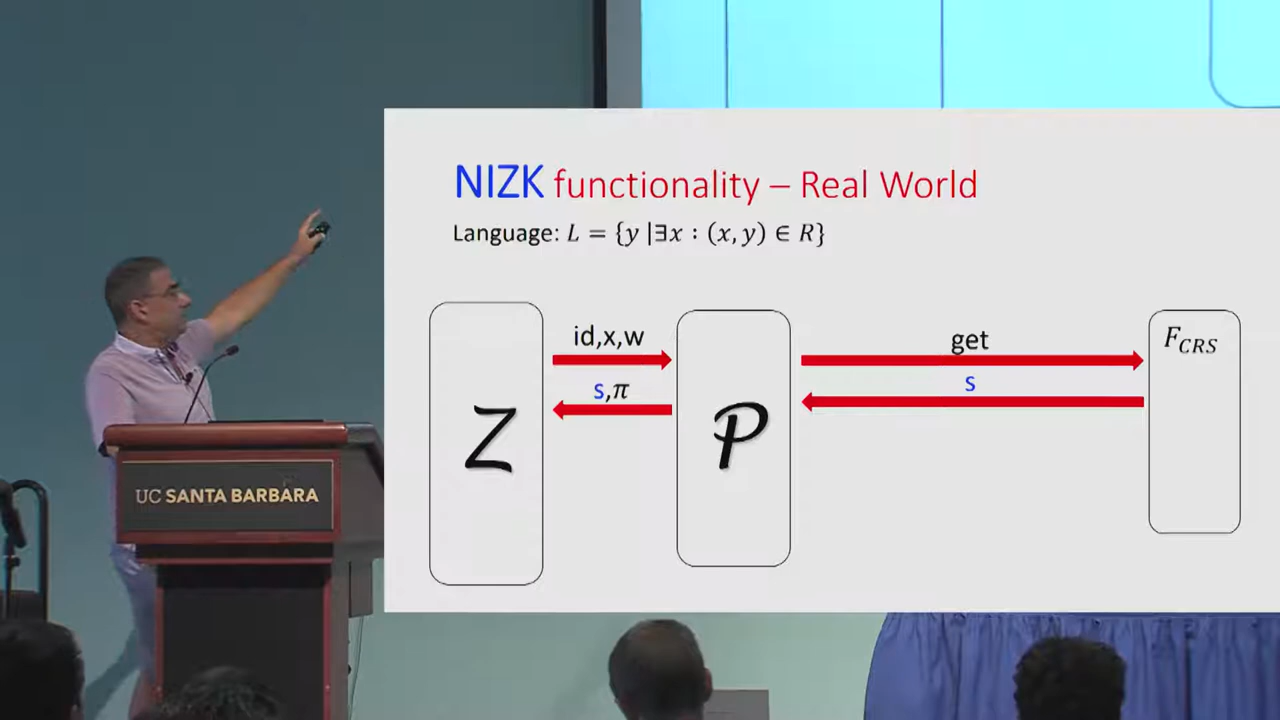 NIZK functionality – Real World
Language: 𝐿 = {𝑦 |∃𝑥 : (𝑥, 𝑦) ∈ 𝑅}
id,x,w
get
F_CRS
s,π
s
Z
P
UC SANTA BARBARA